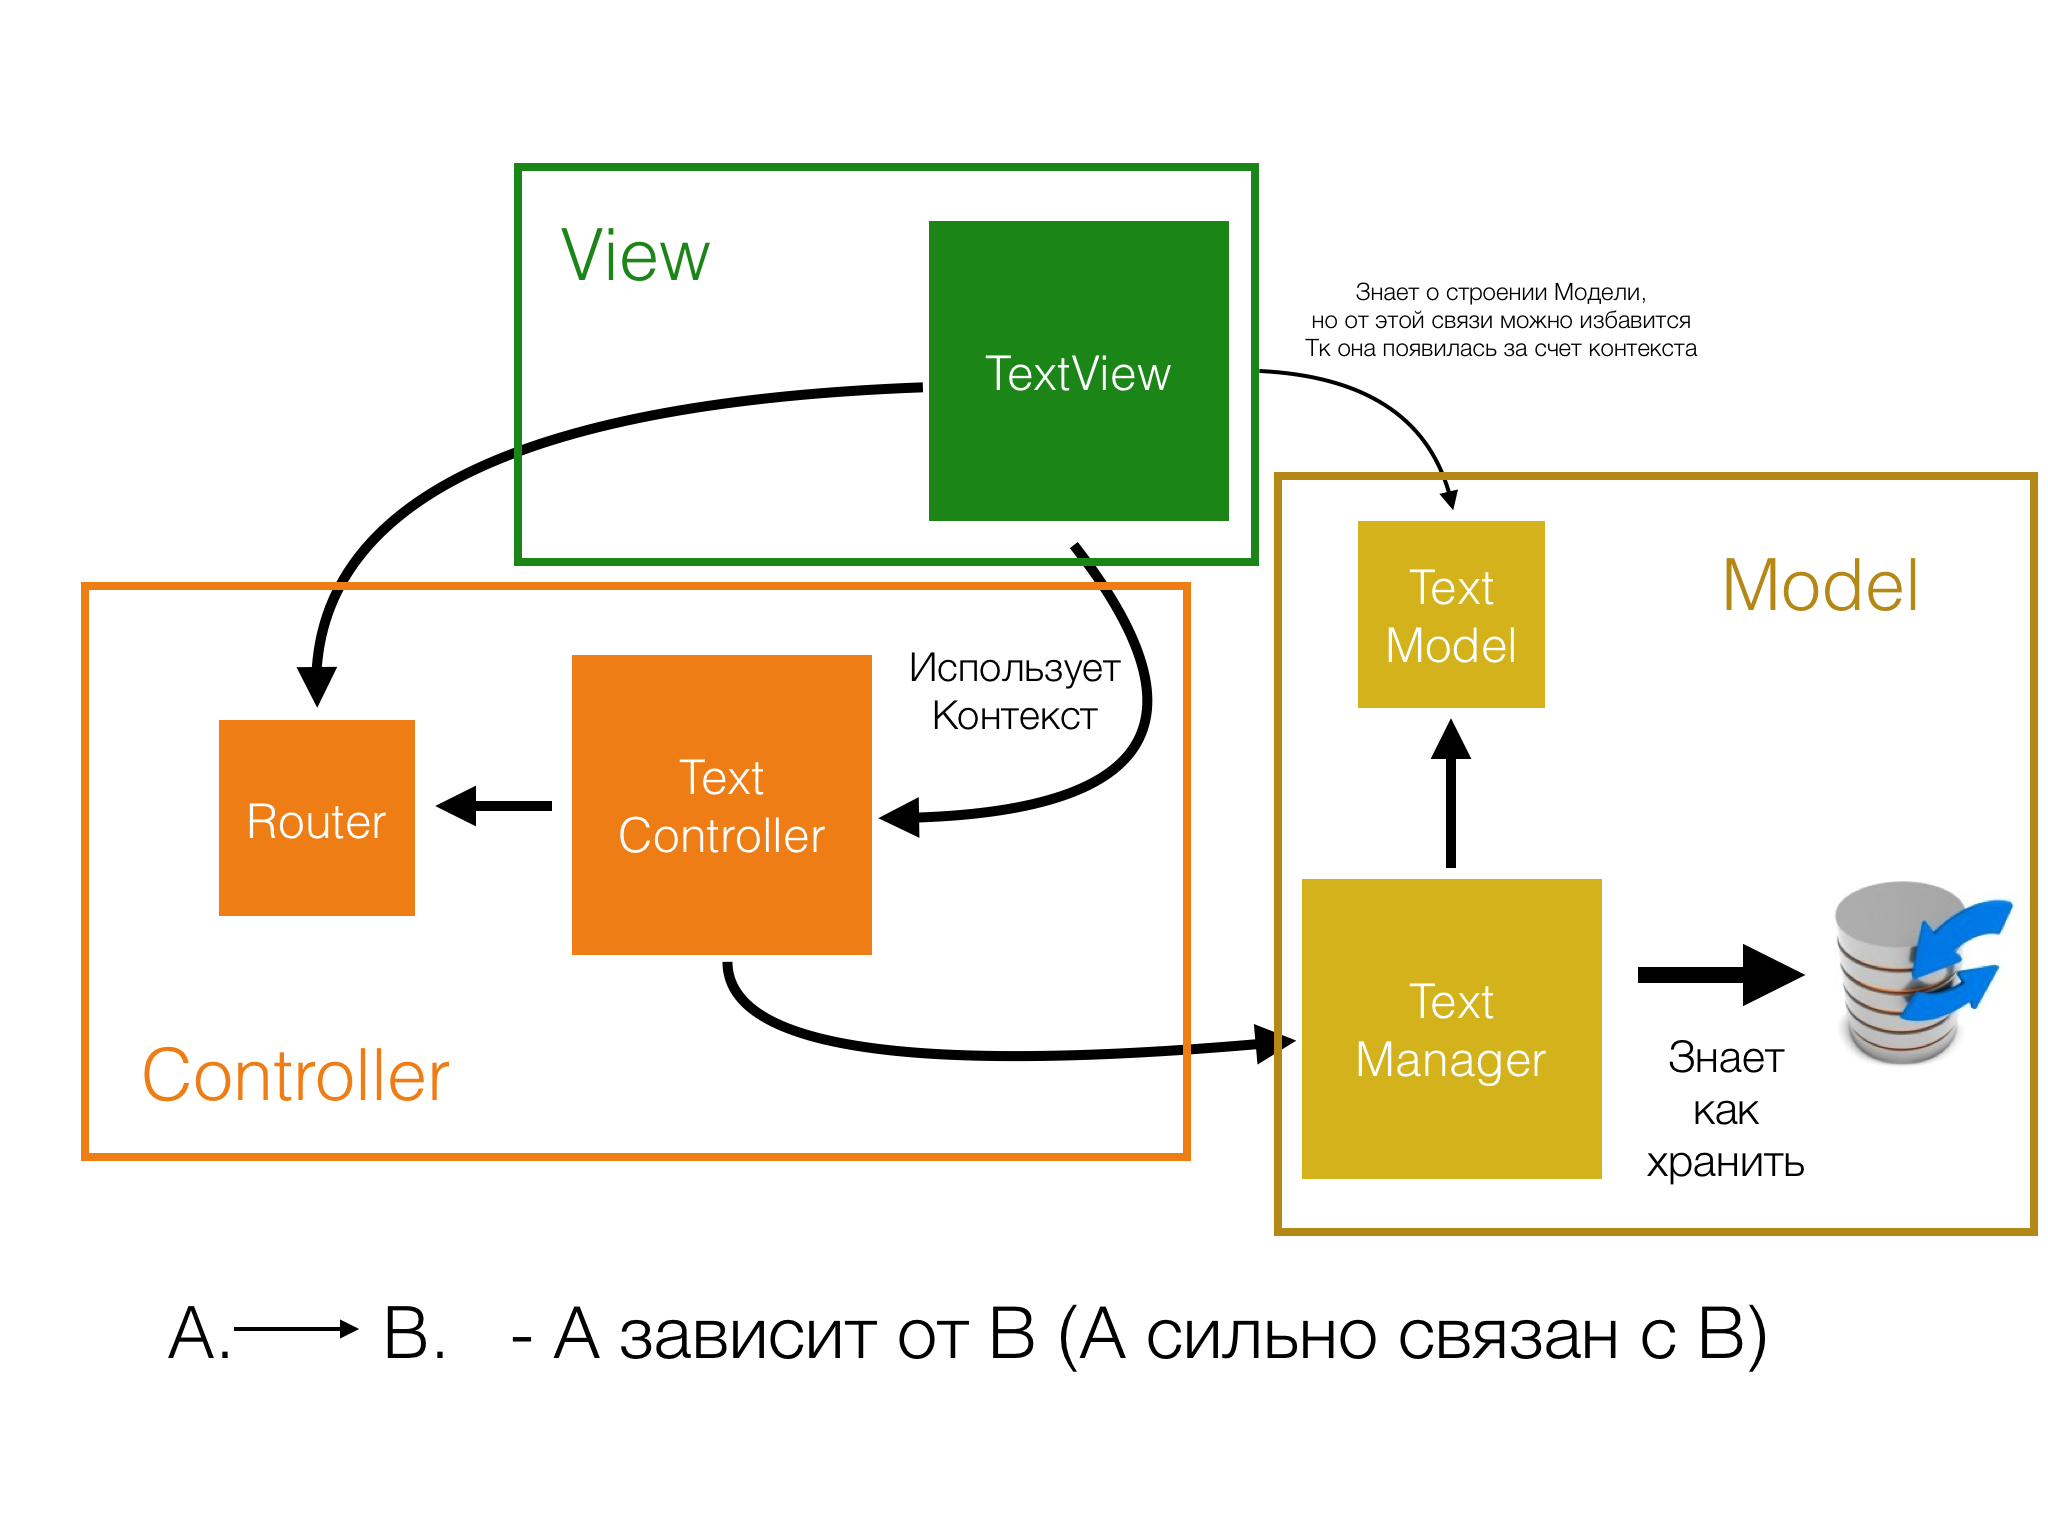 View
TextView
Знает о строении Модели,
но от этой связи можно избавится
Тк она появилась за счет контекста
Text
Model
Model
Использует
Контекст
Text
Controller
Router
Controller
Text
Manager
Знает
как
хранить
A. B. - A зависит от B (A сильно связан с B)